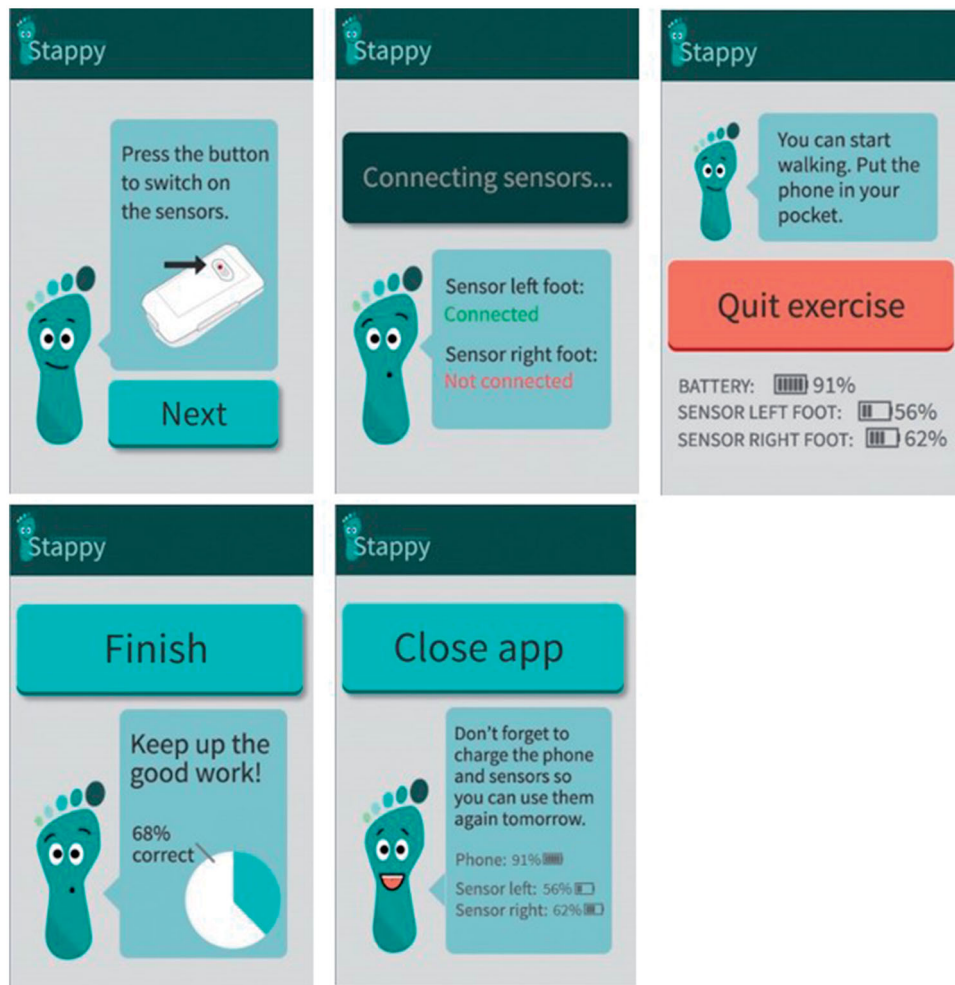 Stappy
Press the button
to switch on
the sensors.
Next
Stappy
Connecting sensors...
Sensor left foot:
Connected
Sensor right foot:
Not connected
Stappy
You can start
walking. Put the
phone in your
pocket.
Quit exercise
BATTERY: 91%
SENSOR LEFT FOOT: 56%
SENSOR RIGHT FOOT: 62%
Stappy
Finish
Keep up the
good work!
68%
correct
Stappy
Close app
Don't forget to
charge the phone
and sensors so
you can use them
again tomorrow.
Phone: 91%
Sensor left: 56%
Sensor right: 62%